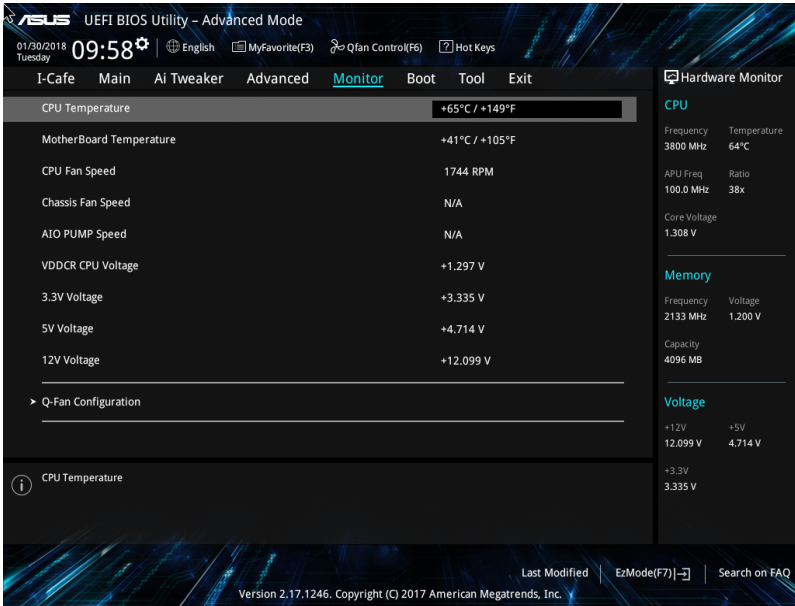 ASUS UEFI BIOS Utility – Advanced Mode
01/30/2018 Tuesday 09:58 English MyFavorite(F3) Qfan Control(F6) ? Hot Keys
I-Cafe Main Ai Tweaker Advanced Monitor Boot Tool Exit
CPU Temperature +65°C / +149°F
MotherBoard Temperature +41°C / +105°F
CPU Fan Speed 1744 RPM
Chassis Fan Speed N/A
AIO PUMP Speed N/A
VDDCR CPU Voltage +1.297 V
3.3V Voltage +3.335 V
5V Voltage +4.714 V
12V Voltage +12.099 V
> Q-Fan Configuration
i CPU Temperature
Hardware Monitor
CPU
Frequency Temperature
3800 MHz 64°C
APU Freq Ratio
100.0 MHz 38x
Core Voltage
1.308 V
Memory
Frequency Voltage
2133 MHz 1.200 V
Capacity
4096 MB
Voltage
+12V +5V
12.099 V 4.714 V
+3.3V
3.335 V
Last Modified EzMode(F7) Search on FAQ
Version 2.17.1246. Copyright (C) 2017 American Megatrends, Inc.